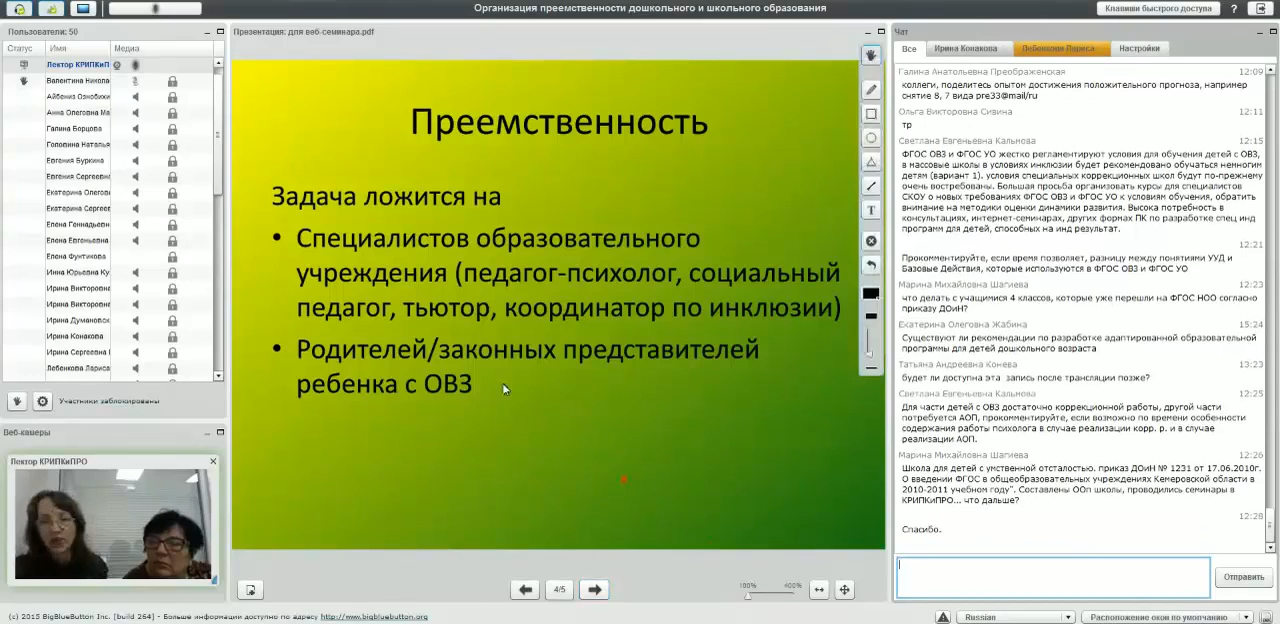 Организация преемственности дошкольного и школьного образования
Клавиши быстрого доступа
?
Пользователи: 50
Статус Имя Медиа
Лектор КРИПКиП
Валентина Никола
Айбениз Ознобихи
Анна Олеговна Ма
Галина Борцова
Головина Наталья
Евгения Буркина
Евгения Сергеевн
Екатерина Олегов
Екатерина Сергее
Елена Геннадьевн
Елена Евгеньевна
Елена Фунтикова
Инна Юрьевна Ку
Ирина Викторовна
Ирина Викторовна
Ирина Думановск
Ирина Конакова
Ирина Сергеевна
Лебенкова Лариса
Участники заблокированы
Веб-камеры
Лектор КРИПКиПРО
Презентация: для веб-семинара.pdf
Преемственность
Задача ложится на
• Специалистов образовательного
учреждения (педагог-психолог, социальный
педагог, тьютор, координатор по инклюзии)
• Родителей/законных представителей
ребенка с ОВЗ
T
4/5
100% 400%
Чат
Все Ирина Конакова Лебенкова Лариса Настройки
Галина Анатольевна Преображенская 12:09
коллеги, поделитесь опытом достижения положительного прогноза, например
снятие 8, 7 вида pre33@mail/ru
Ольга Викторовна Сивина 12:11
тр
Светлана Евгеньевна Кальмова 12:15
ФГОС ОВЗ и ФГОС УО жестко регламентируют условия для обучения детей с ОВЗ,
в массовые школы в условиях инклюзии будет рекомендовано обучаться немногим
детям (вариант 1). условия специальных коррекционных школ будут по-прежнему
очень востребованы. Большая просьба организовать курсы для специалистов
СКОУ о новых требованиях ФГОС ОВЗ и ФГОС УО к условиям обучения, обратить
внимание на методики оценки динамики развития. Высока потребность в
консультациях, интернет-семинарах, других формах ПК по разработке спец инд
программ для детей, способных на инд результат.
12:21
Прокомментируйте, если время позволяет, разницу между понятиями УУД и
Базовые Действия, которые используются в ФГОС ОВЗ и ФГОС УО
Марина Михайловна Шагиева 12:23
что делать с учащимися 4 классов, которые уже перешли на ФГОС НОО согласно
приказу ДОиН?
Екатерина Олеговна Жабина 15:24
Существуют ли рекомендации по разработке адаптированной образовательной
программы для детей дошкольного возраста
Татьяна Андреевна Конева 13:23
будет ли доступна эта запись после трансляции позже?
Светлана Евгеньевна Кальмова 12:25
Для части детей с ОВЗ достаточно коррекционной работы, другой части
потребуется АОП, прокомментируйте, если возможно по времени особенности
содержания работы психолога в случае реализации корр. р. и в случае
реализации АОП.
Марина Михайловна Шагиева 12:26
Школа для детей с умственной отсталостью. приказ ДОиН № 1231 от 17.06.2010г.
О введении ФГОС в общеобразовательных учреждениях Кемеровской области в
2010-2011 учебном году". Составлены ООп школы, проводились семинары в
КРИПКиПРО... что дальше?
12:28
Спасибо.
Отправить
(c) 2015 BigBlueButton Inc. [build 264] - Больше информации доступно по адресу http://www.bigbluebutton.org
Russian
Расположение окон по умолчанию